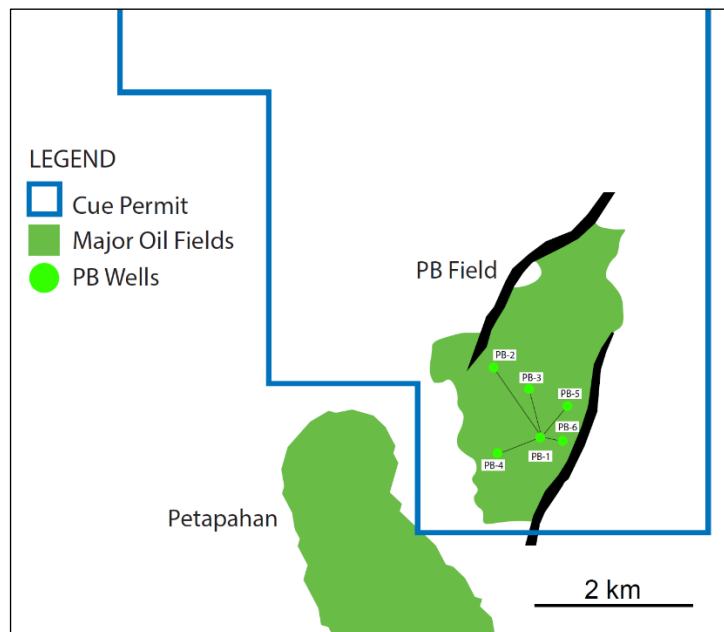 LEGEND
Cue Permit
Major Oil Fields
PB Wells
PB Field
PB-2
PB-3
PB-5
PB-6
PB-1
PB-4
Petapahan
2 km